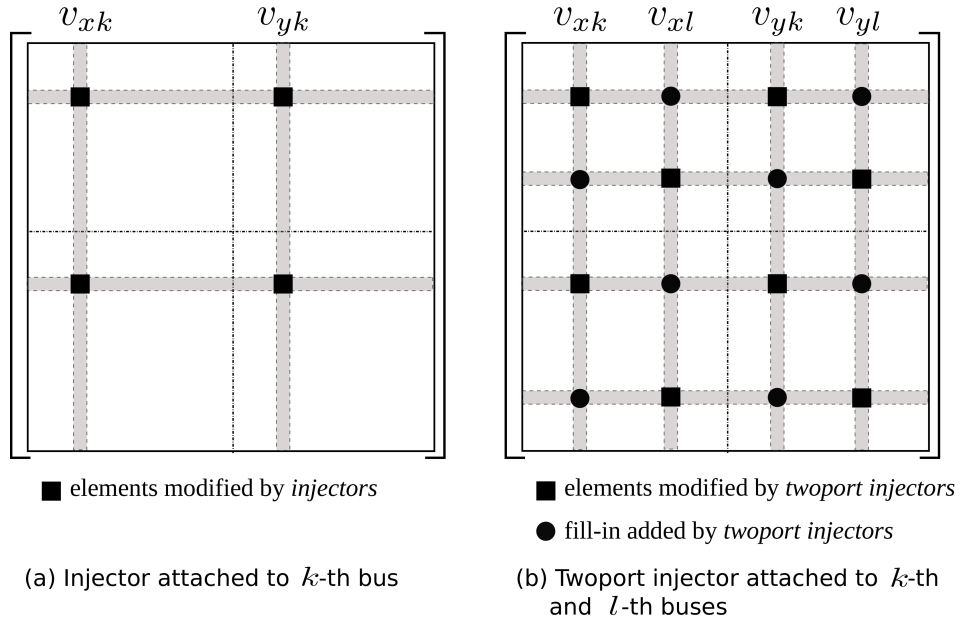 v_{xk} v_{yk}
v_{xk} v_{xl} v_{yk} v_{yl}
elements modified by injectors
elements modified by twoport injectors
fill-in added by twoport injectors
(a) Injector attached to k-th bus
(b) Twoport injector attached to k-th
and l-th buses